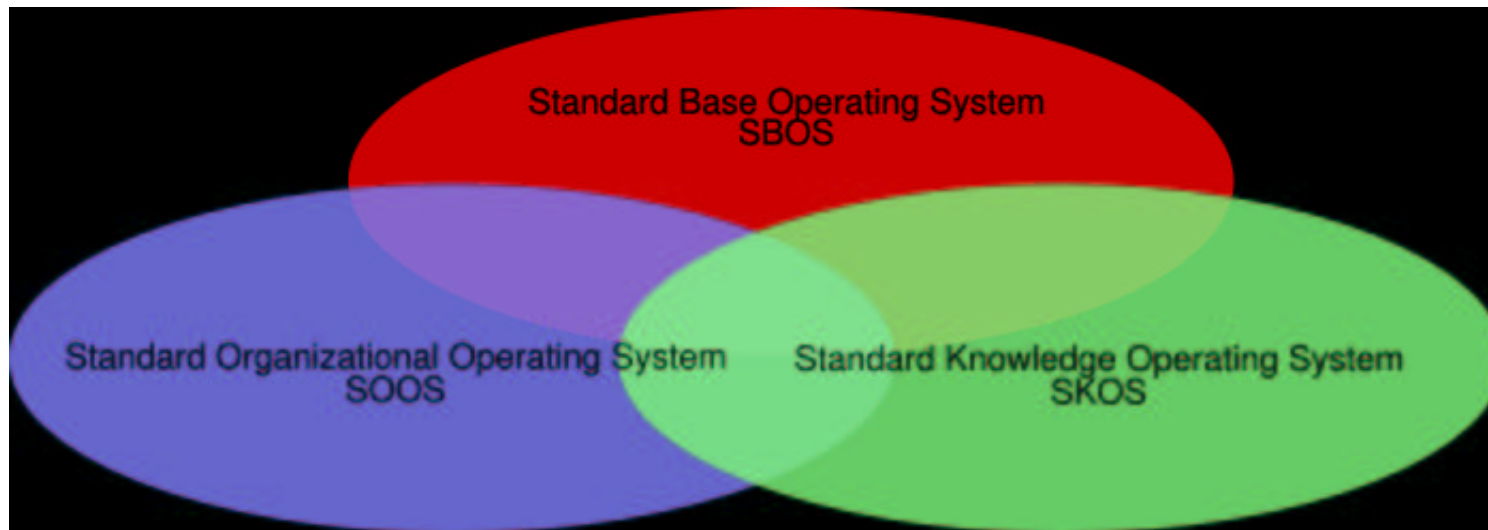 Standard Base Operating System
SBOS
Standard Organizational Operating System
SOOS
Standard Knowledge Operating System
SKOS